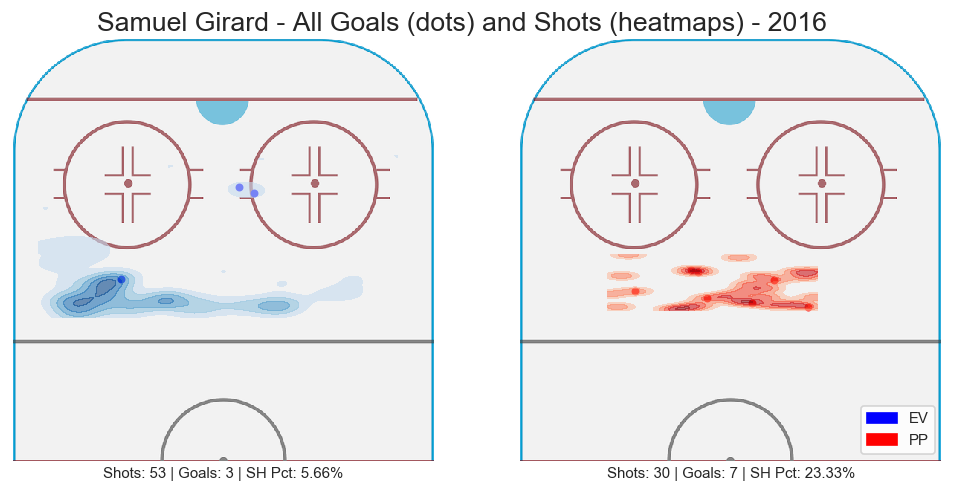 Samuel Girard - All Goals (dots) and Shots (heatmaps) - 2016
EV
PP
Shots: 53 | Goals: 3 | SH Pct: 5.66%
Shots: 30 | Goals: 7 | SH Pct: 23.33%